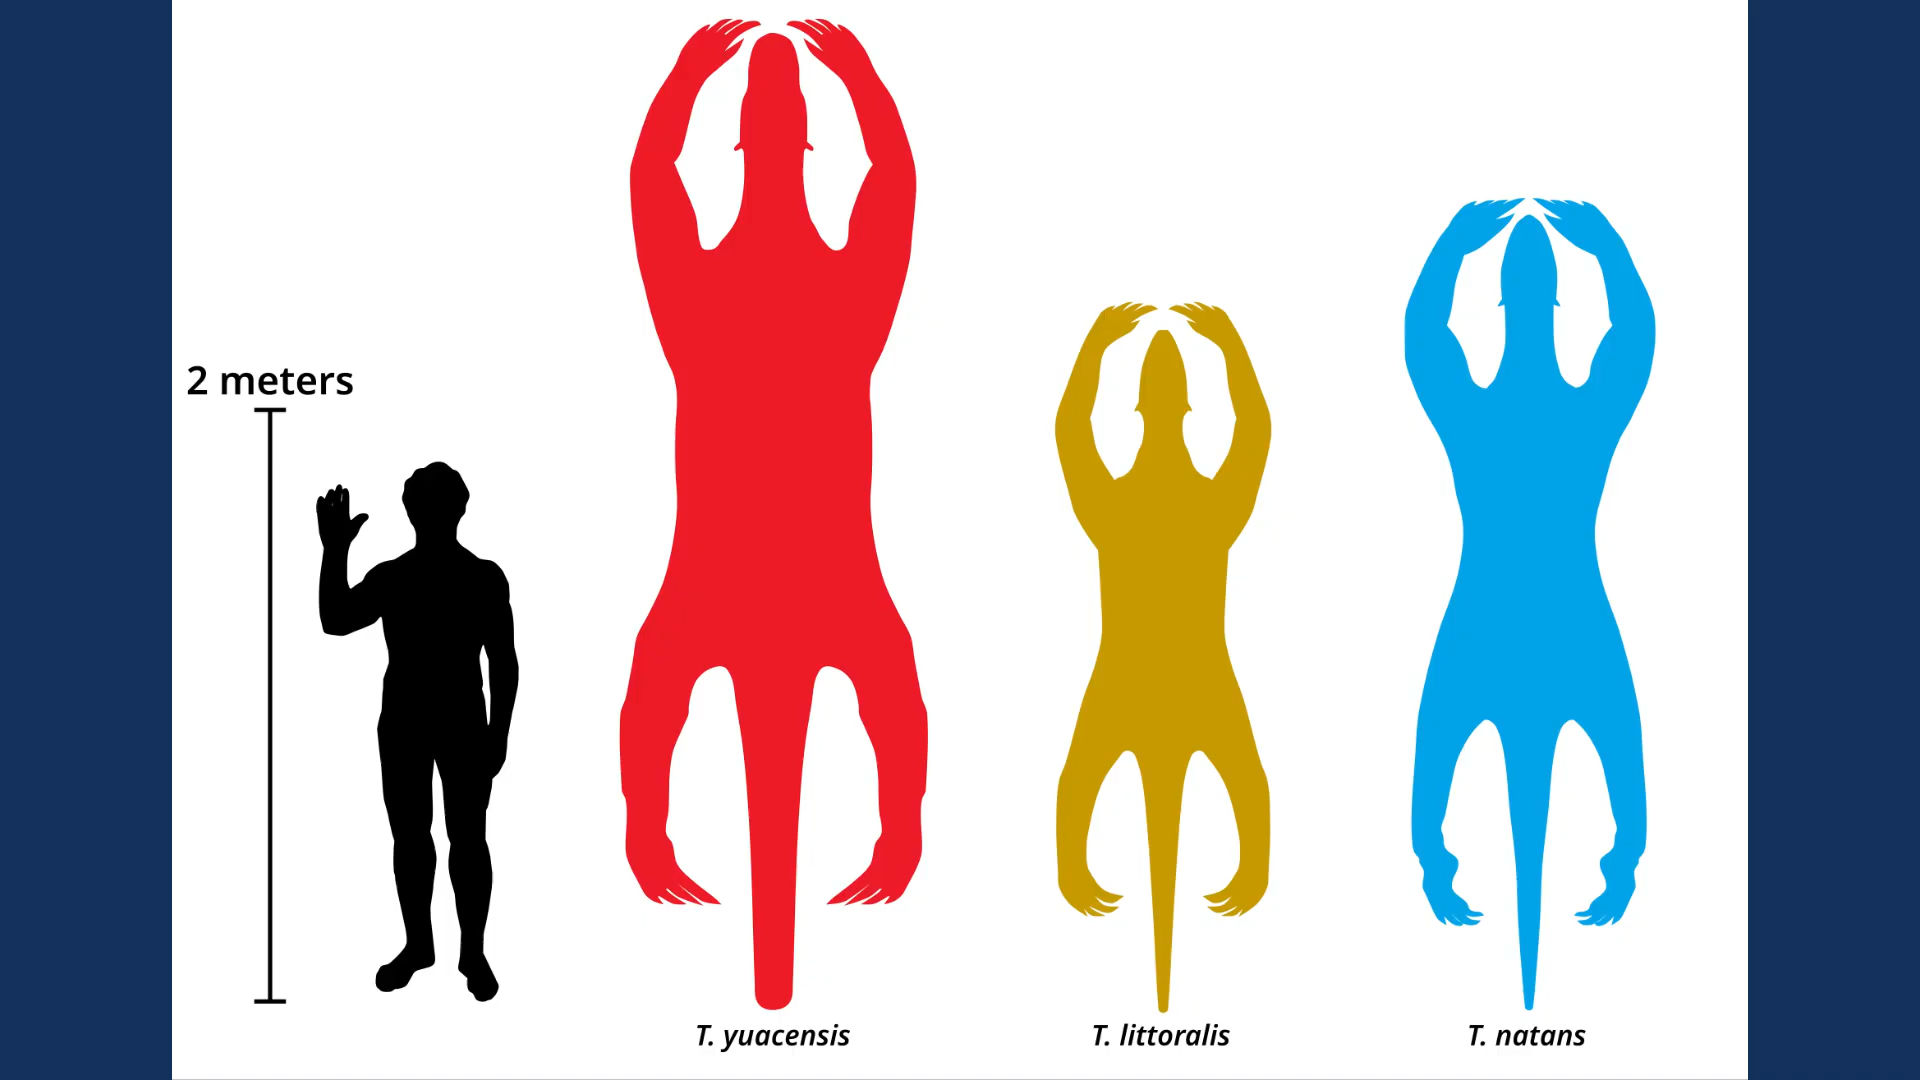 2 meters
T. yuacensis
T. littoralis
T. natans